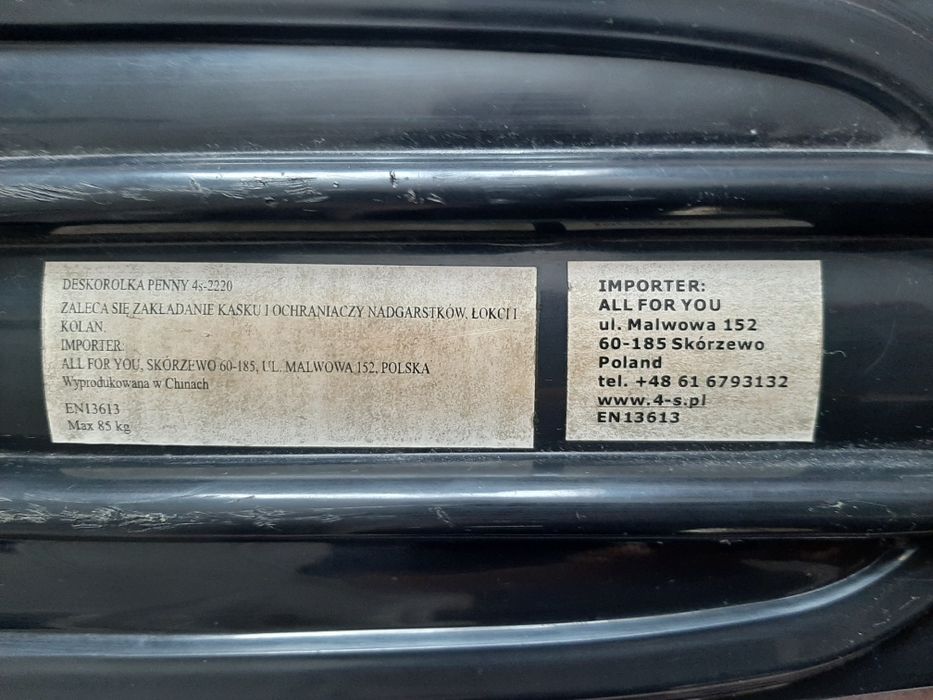 DESKOROLKA PENNY 4s-2220
ZALECA SIĘ ZAKŁADANIE KASKU I OCHRANIACZY NADGARSTKÓW, ŁOKCI I
KOLAN.
IMPORTER:
ALL FOR YOU, SKÓRZEWO 60-185, UL. MALWOWA 152, POLSKA
Wyprodukowana w Chinach
EN13613
Max 85 kg
IMPORTER:
ALL FOR YOU
ul. Malwowa 152
60-185 Skórzewo
Poland
tel. +48 61 6793132
www.4-s.pl
EN13613